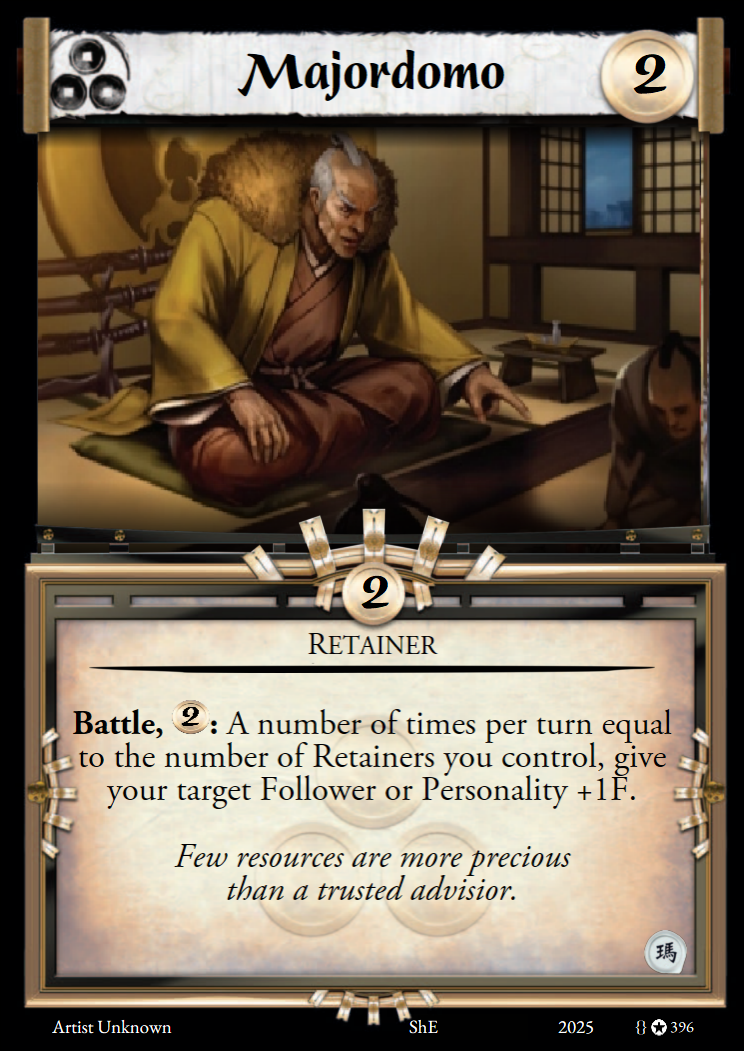 Majordomo
2
2
RETAINER
Battle, 2: A number of times per turn equal
to the number of Retainers you control, give
your target Follower or Personality +1F.
Few resources are more precious
than a trusted advisior.
瑪
Artist Unknown ShE 2025 {} 396